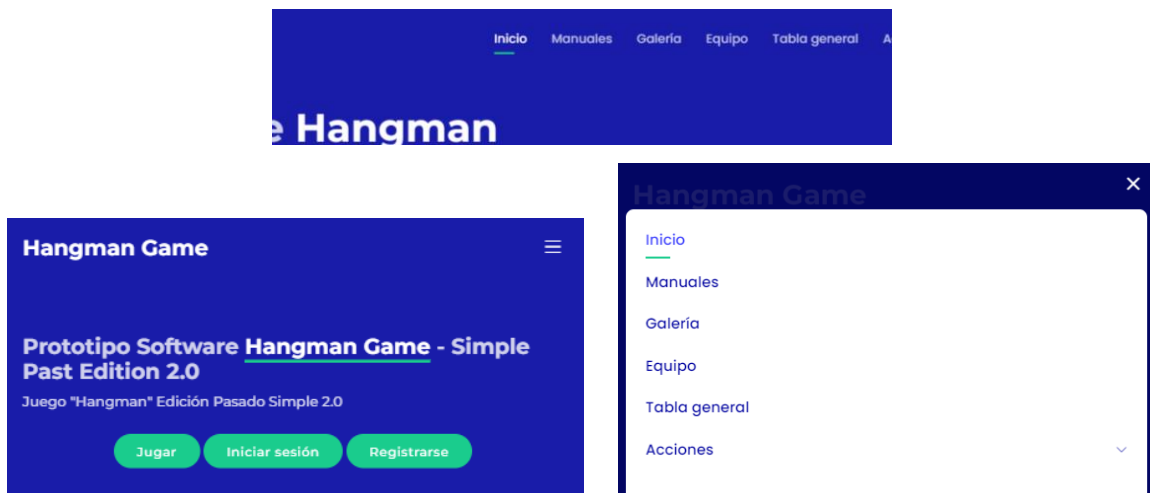 Inicio Manuales Galería Equipo Tabla general A
e Hangman
Hangman Game
Prototipo Software Hangman Game - Simple
Past Edition 2.0
Juego "Hangman" Edición Pasado Simple 2.0
Jugar Iniciar sesión Registrarse
Hangman Game
Inicio
Manuales
Galería
Equipo
Tabla general
Acciones